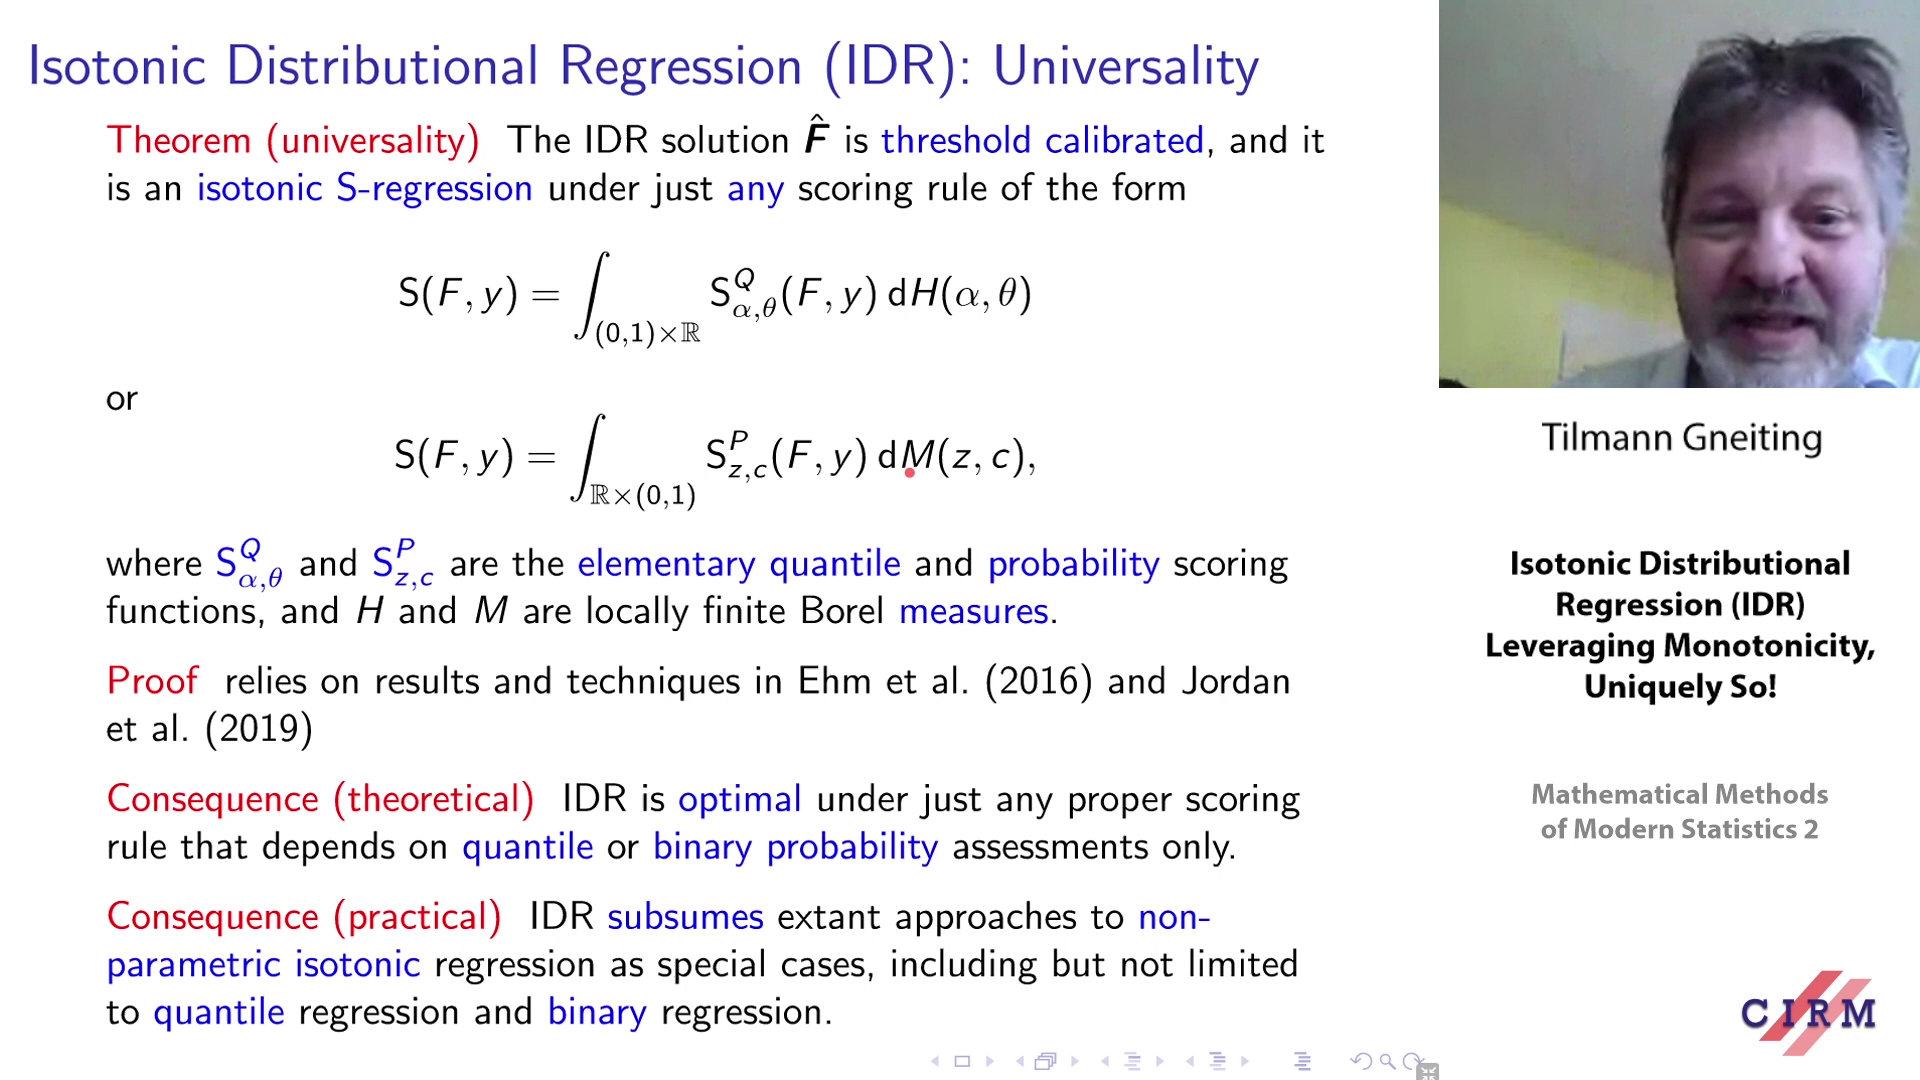 Isotonic Distributional Regression (IDR): Universality
Theorem (universality) The IDR solution F̂ is threshold calibrated, and it
is an isotonic S-regression under just any scoring rule of the form
S(F, y) = ∫_{(0,1)×ℝ} S^Q_{α,θ}(F, y) dH(α, θ)
or
S(F, y) = ∫_{ℝ×(0,1)} S^P_{z,c}(F, y) dM(z, c),
where S^Q_{α,θ} and S^P_{z,c} are the elementary quantile and probability scoring
functions, and H and M are locally finite Borel measures.
Proof relies on results and techniques in Ehm et al. (2016) and Jordan
et al. (2019)
Consequence (theoretical) IDR is optimal under just any proper scoring
rule that depends on quantile or binary probability assessments only.
Consequence (practical) IDR subsumes extant approaches to non-
parametric isotonic regression as special cases, including but not limited
to quantile regression and binary regression.
Tilmann Gneiting
Isotonic Distributional
Regression (IDR)
Leveraging Monotonicity,
Uniquely So!
Mathematical Methods
of Modern Statistics 2
CIRM